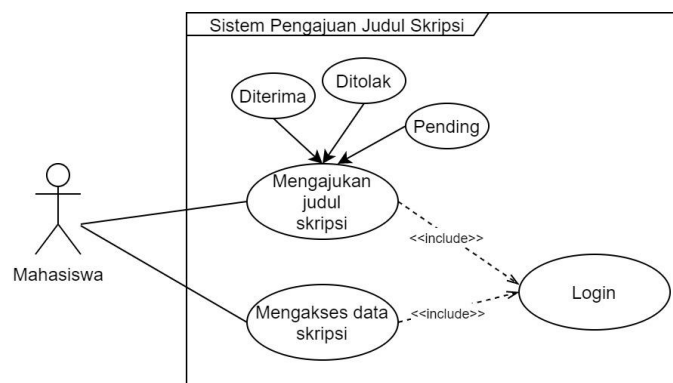 Sistem Pengajuan Judul Skripsi
Diterima
Ditolak
Pending
Mengajukan
judul
skripsi
<<include>>
Mahasiswa
Mengakses data
skripsi
<<include>>
Login